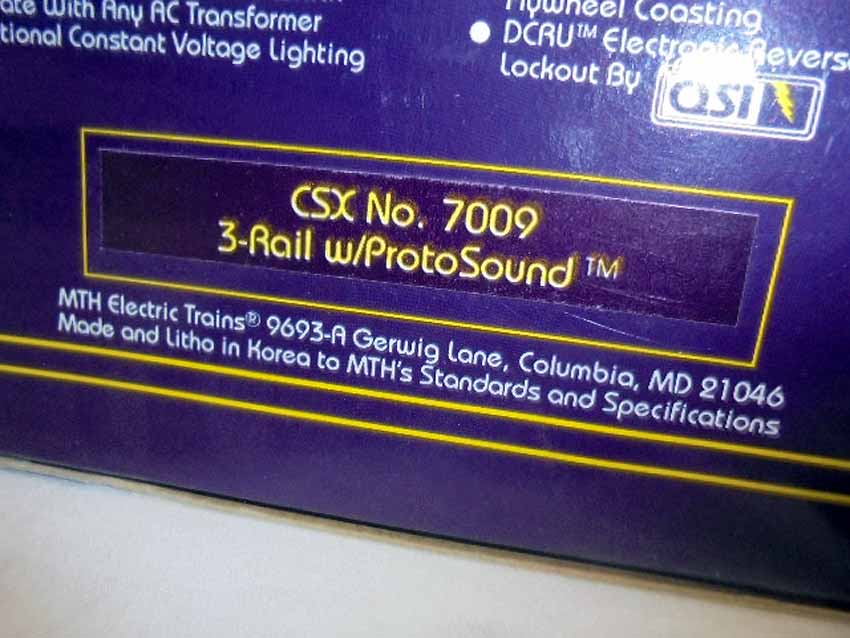 ate With Any AC Transformer
tional Constant Voltage Lighting
Flywheel Coasting
DCRU™ Electronic Revers
Lockout By QSI
CSX No. 7009
3-Rail w/ProtoSound™
MTH Electric Trains® 9693-A Gerwig Lane, Columbia, MD 21046
Made and Litho in Korea to MTH's Standards and Specifications